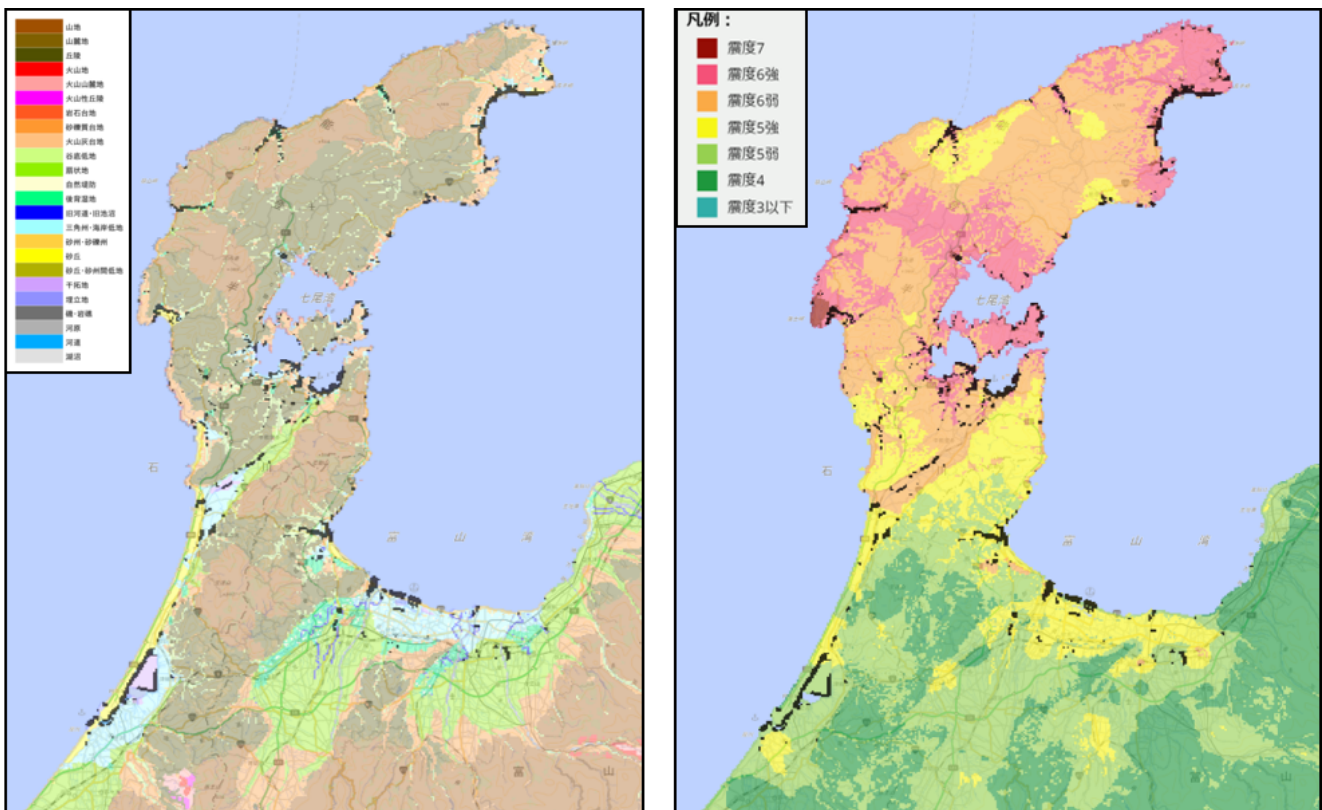 山地
山麓地
丘陵
火山地
火山山麓地
火山性丘陵
岩石台地
砂礫質台地
火山灰台地
谷底低地
扇状地
自然堤防
後背湿地
旧河道・旧池沼
三角州・海岸低地
砂州・砂礫州
砂丘
砂丘・砂州間低地
干拓地
埋立地
磯・岩礁
河原
河道
湖沼
七尾湾
石
川
富山湾
富山
凡例：
震度7
震度6強
震度6弱
震度5強
震度5弱
震度4
震度3以下
七尾湾
石
川
富山湾
富山